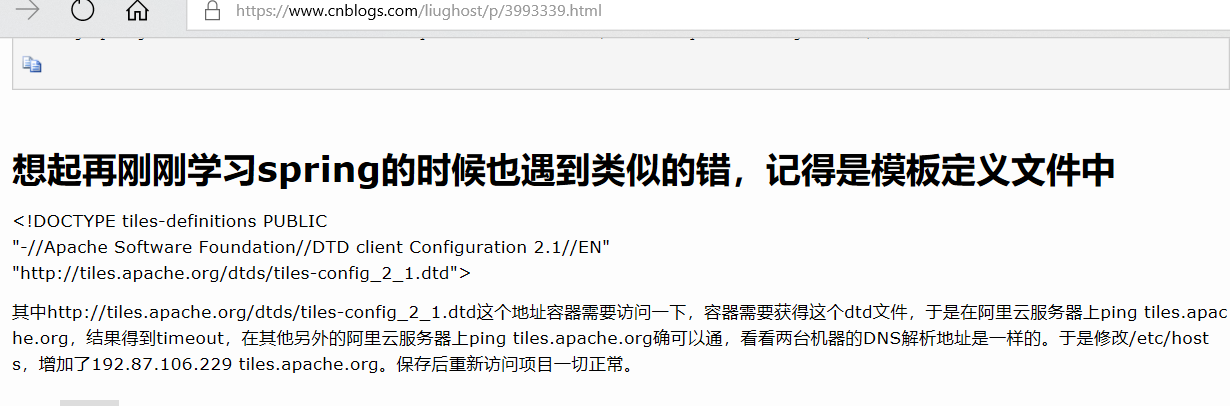 https://www.cnblogs.com/liughost/p/3993339.html
想起再刚刚学习spring的时候也遇到类似的错，记得是模板定义文件中
<!DOCTYPE tiles-definitions PUBLIC
"-//Apache Software Foundation//DTD client Configuration 2.1//EN"
"http://tiles.apache.org/dtds/tiles-config_2_1.dtd">
其中http://tiles.apache.org/dtds/tiles-config_2_1.dtd这个地址容器需要访问一下，容器需要获得这个dtd文件，于是在阿里云服务器上ping tiles.apac
he.org，结果得到timeout，在其他另外的阿里云服务器上ping tiles.apache.org确可以通，看看两台机器的DNS解析地址是一样的。于是修改/etc/host
s，增加了192.87.106.229 tiles.apache.org。保存后重新访问项目一切正常。